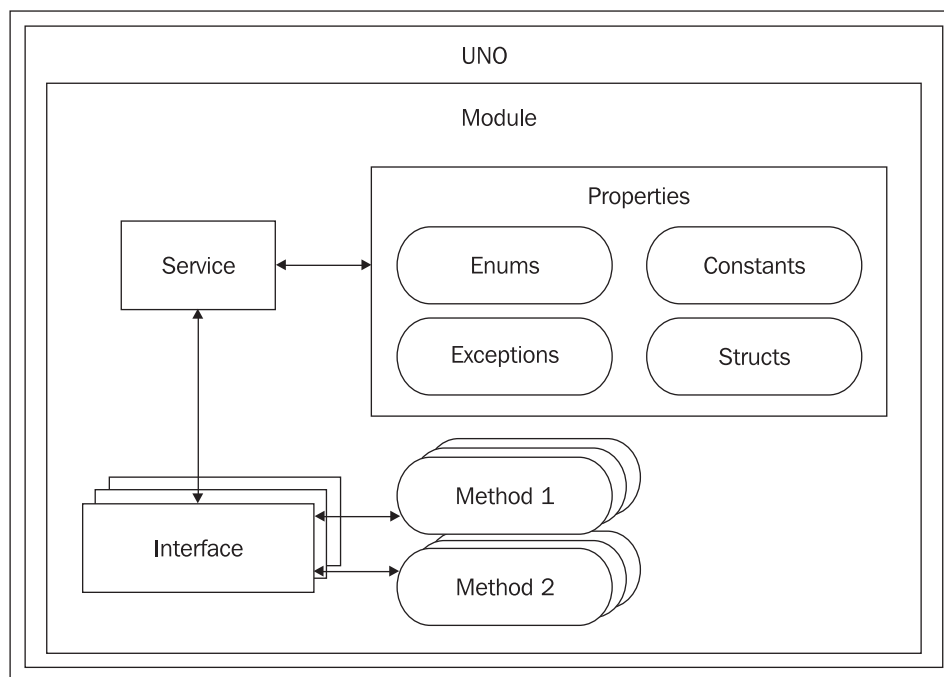 UNO
Module
Properties
Service
Enums
Constants
Exceptions
Structs
Method 1
Interface
Method 2